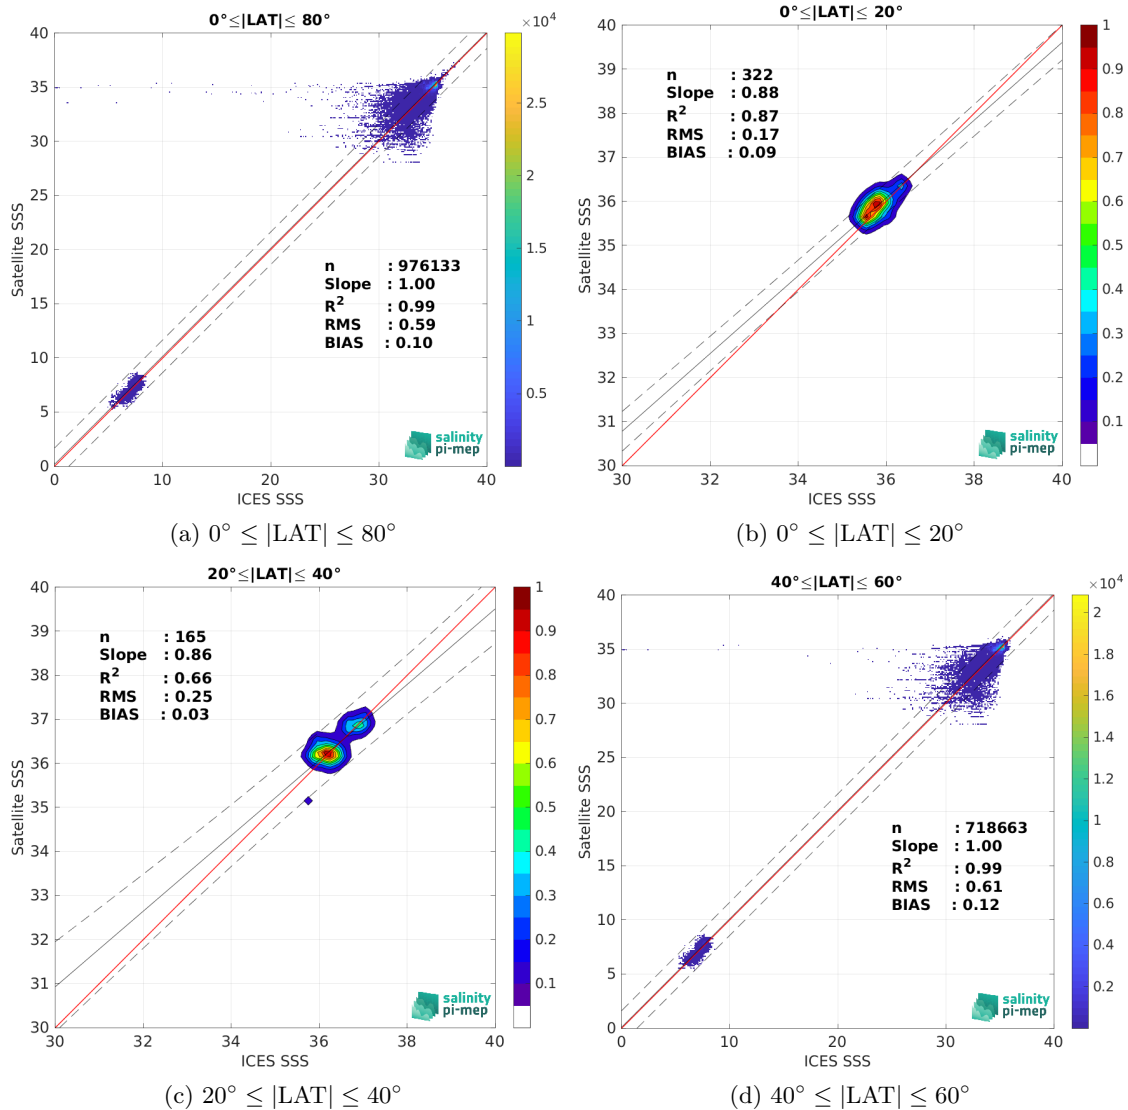 0°≤|LAT|≤ 80°
×10⁴
40
35
30
25
20
15
10
5
0
0
10
20
30
40
Satellite SSS
ICES SSS
n : 976133
Slope : 1.00
R² : 0.99
RMS : 0.59
BIAS : 0.10
2.5
2
1.5
1
0.5
salinity
pi-mep
(a) 0° ≤ |LAT| ≤ 80°
0°≤|LAT|≤ 20°
40
39
38
37
36
35
34
33
32
31
30
30
32
34
36
38
40
Satellite SSS
ICES SSS
n : 322
Slope : 0.88
R² : 0.87
RMS : 0.17
BIAS : 0.09
1
0.9
0.8
0.7
0.6
0.5
0.4
0.3
0.2
0.1
salinity
pi-mep
(b) 0° ≤ |LAT| ≤ 20°
20°≤|LAT|≤ 40°
40
39
38
37
36
35
34
33
32
31
30
30
32
34
36
38
40
Satellite SSS
ICES SSS
n : 165
Slope : 0.86
R² : 0.66
RMS : 0.25
BIAS : 0.03
1
0.9
0.8
0.7
0.6
0.5
0.4
0.3
0.2
0.1
salinity
pi-mep
(c) 20° ≤ |LAT| ≤ 40°
40°≤|LAT|≤ 60°
×10⁴
40
35
30
25
20
15
10
5
0
0
10
20
30
40
Satellite SSS
ICES SSS
n : 718663
Slope : 1.00
R² : 0.99
RMS : 0.61
BIAS : 0.12
2
1.8
1.6
1.4
1.2
1
0.8
0.6
0.4
0.2
salinity
pi-mep
(d) 40° ≤ |LAT| ≤ 60°